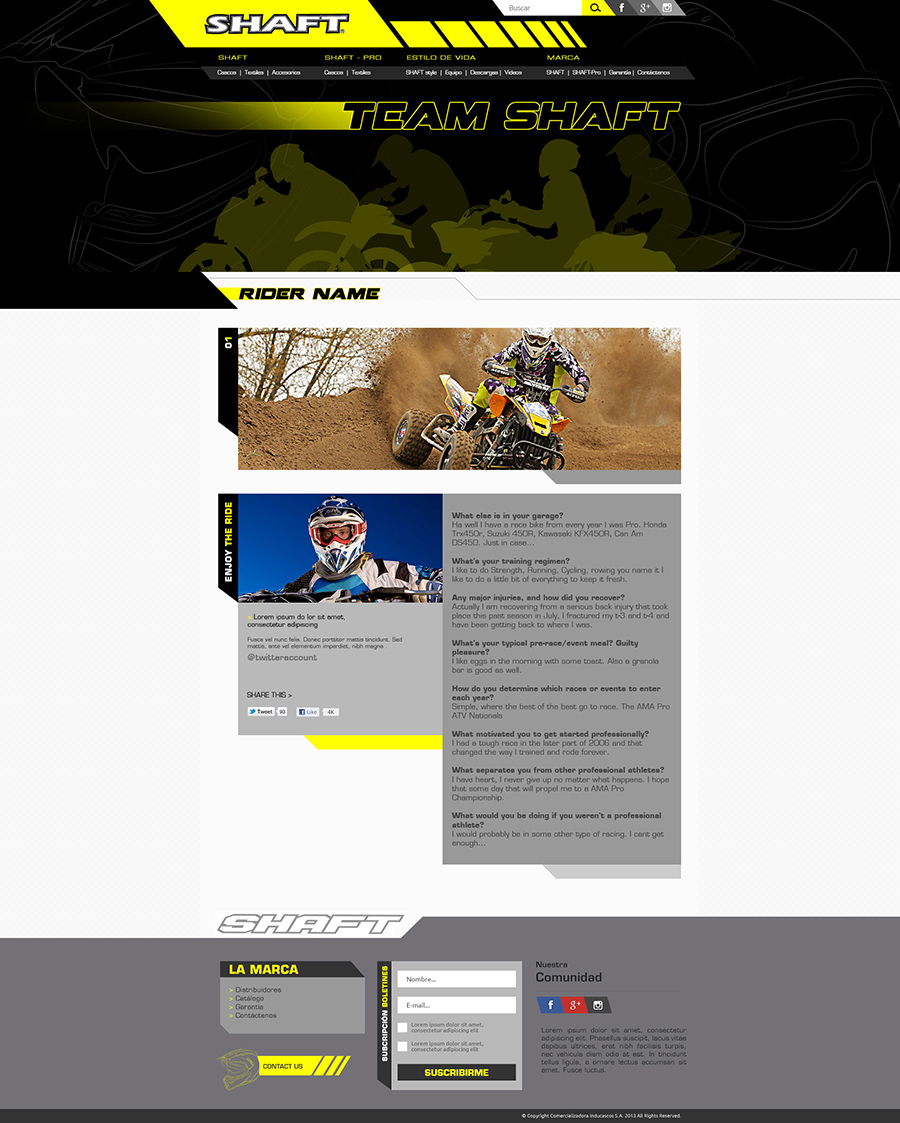 Buscar
SHAFT
SHAFT
SHAFT - PRO
ESTILO DE VIDA
MARCA
Cascos | Textiles | Accesorios
Cascos | Textiles
SHAFT style | Equipo | Descargas | Videos
SHAFT | SHAFT-Pro | Garantía | Contáctenos
TEAM SHAFT
RIDER NAME
01
ENJOY THE RIDE
> Lorem ipsum do lor sit amet,
consectetur adipiscing
Fusce vel nunc felis. Donec porttitor mattis tincidunt. Sed
mattis, ante vel elementum imperdiet, nibh magna
@twitteraccount
SHARE THIS >
Tweet 93 Like 4K
What else is in your garage?
Ha well I have a race bike from every year I was Pro. Honda
Trx450r, Suzuki 450R, Kawasaki KFX450R, Can Am
DS450. Just in case...
What's your training regimen?
I like to do Strength, Running, Cycling, rowing you name it I
like to do a little bit of everything to keep it fresh.
Any major injuries, and how did you recover?
Actually I am recovering from a serious back injury that took
place this past season in July, I fractured my t-3 and t-4 and
have been getting back to where I was.
What's your typical pre-race/event meal? Guilty
pleasure?
I like eggs in the morning with some toast. Also a granola
bar is good as well.
How do you determine which races or events to enter
each year?
Simple, where the best of the best go to race. The AMA Pro
ATV Nationals
What motivated you to get started professionally?
I had a tough race in the later part of 2006 and that
changed the way I trained and rode forever.
What separates you from other professional athletes?
I have heart, I never give up no matter what happens. I hope
that some day that will propel me to a AMA Pro
Championship.
What would you be doing if you weren't a professional
athlete?
I would probably be in some other type of racing. I cant get
enough...
SHAFT
LA MARCA
> Distribuidores
> Catálogo
> Garantía
> Contáctenos
CONTACT US
SUSCRIPCIÓN BOLETINES
Nombre...
E-mail...
Lorem ipsum dolor sit amet,
consectetur adipiscing elit
Lorem ipsum dolor sit amet,
consectetur adipiscing elit
SUSCRIBIRME
Nuestra
Comunidad
Lorem ipsum dolor sit amet, consectetur
adipiscing elit. Phasellus suscipit, lacus vitae
dapibus ultrices, erat nibh facilisis turpis,
nec vehicula diam odio at est. In tincidunt
tellus ligula, a ornare lectus accumsan sit
amet. Fusce luctus.
© Copyright Comercializadora Inducascos S.A. 2013 All Rights Reserved.